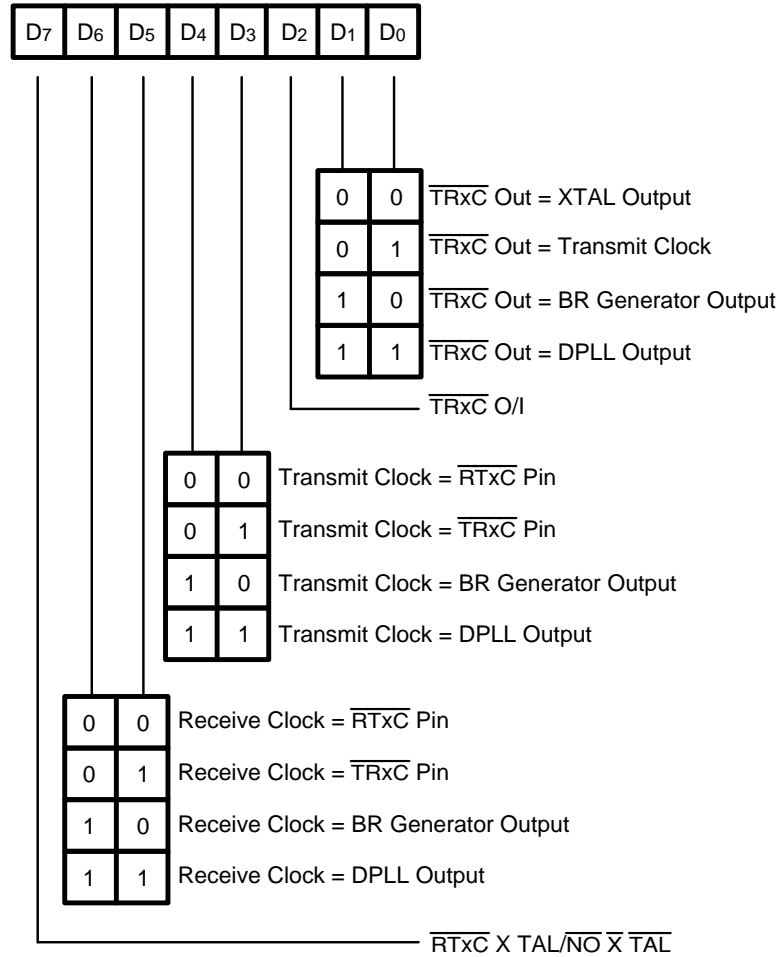 D7 D6 D5 D4 D3 D2 D1 D0
0 0 TRxC Out = XTAL Output
0 1 TRxC Out = Transmit Clock
1 0 TRxC Out = BR Generator Output
1 1 TRxC Out = DPLL Output
TRxC O/I
0 0 Transmit Clock = RTxC Pin
0 1 Transmit Clock = TRxC Pin
1 0 Transmit Clock = BR Generator Output
1 1 Transmit Clock = DPLL Output
0 0 Receive Clock = RTxC Pin
0 1 Receive Clock = TRxC Pin
1 0 Receive Clock = BR Generator Output
1 1 Receive Clock = DPLL Output
RTxC X TAL/NO X TAL